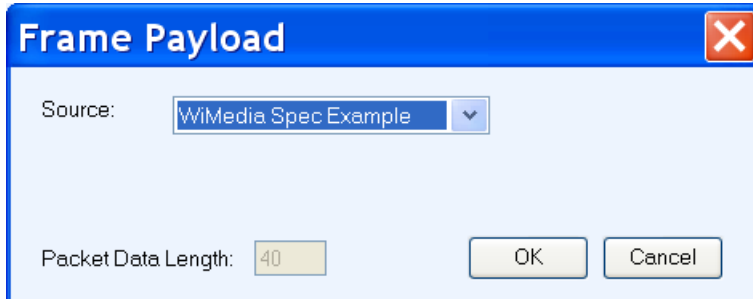 Frame Payload
Source: WiMedia Spec Example
Packet Data Length: 40 OK Cancel